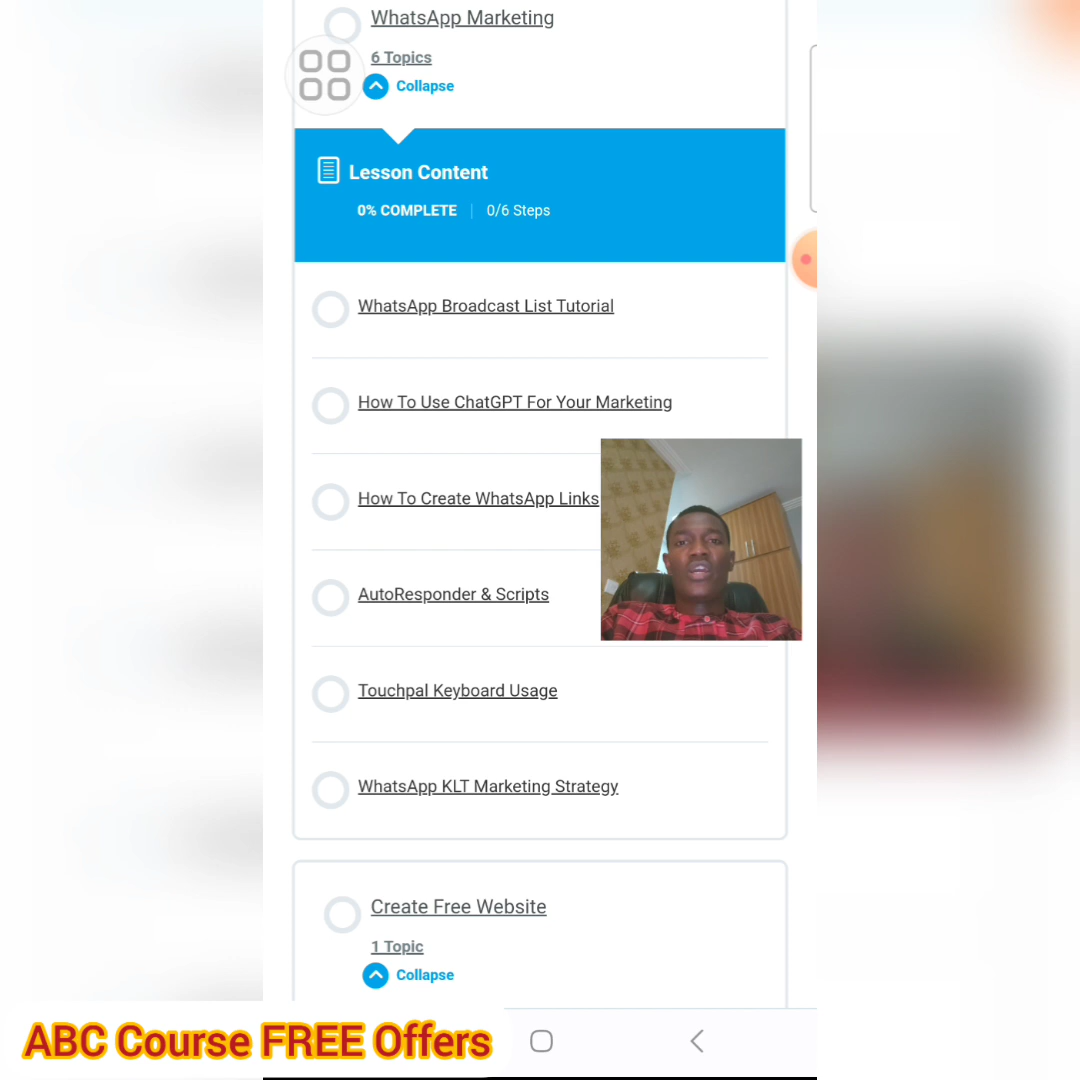 WhatsApp Marketing
6 Topics
Collapse
Lesson Content
0% COMPLETE | 0/6 Steps
WhatsApp Broadcast List Tutorial
How To Use ChatGPT For Your Marketing
How To Create WhatsApp Links
AutoResponder & Scripts
Touchpal Keyboard Usage
WhatsApp KLT Marketing Strategy
Create Free Website
1 Topic
Collapse
ABC Course FREE Offers